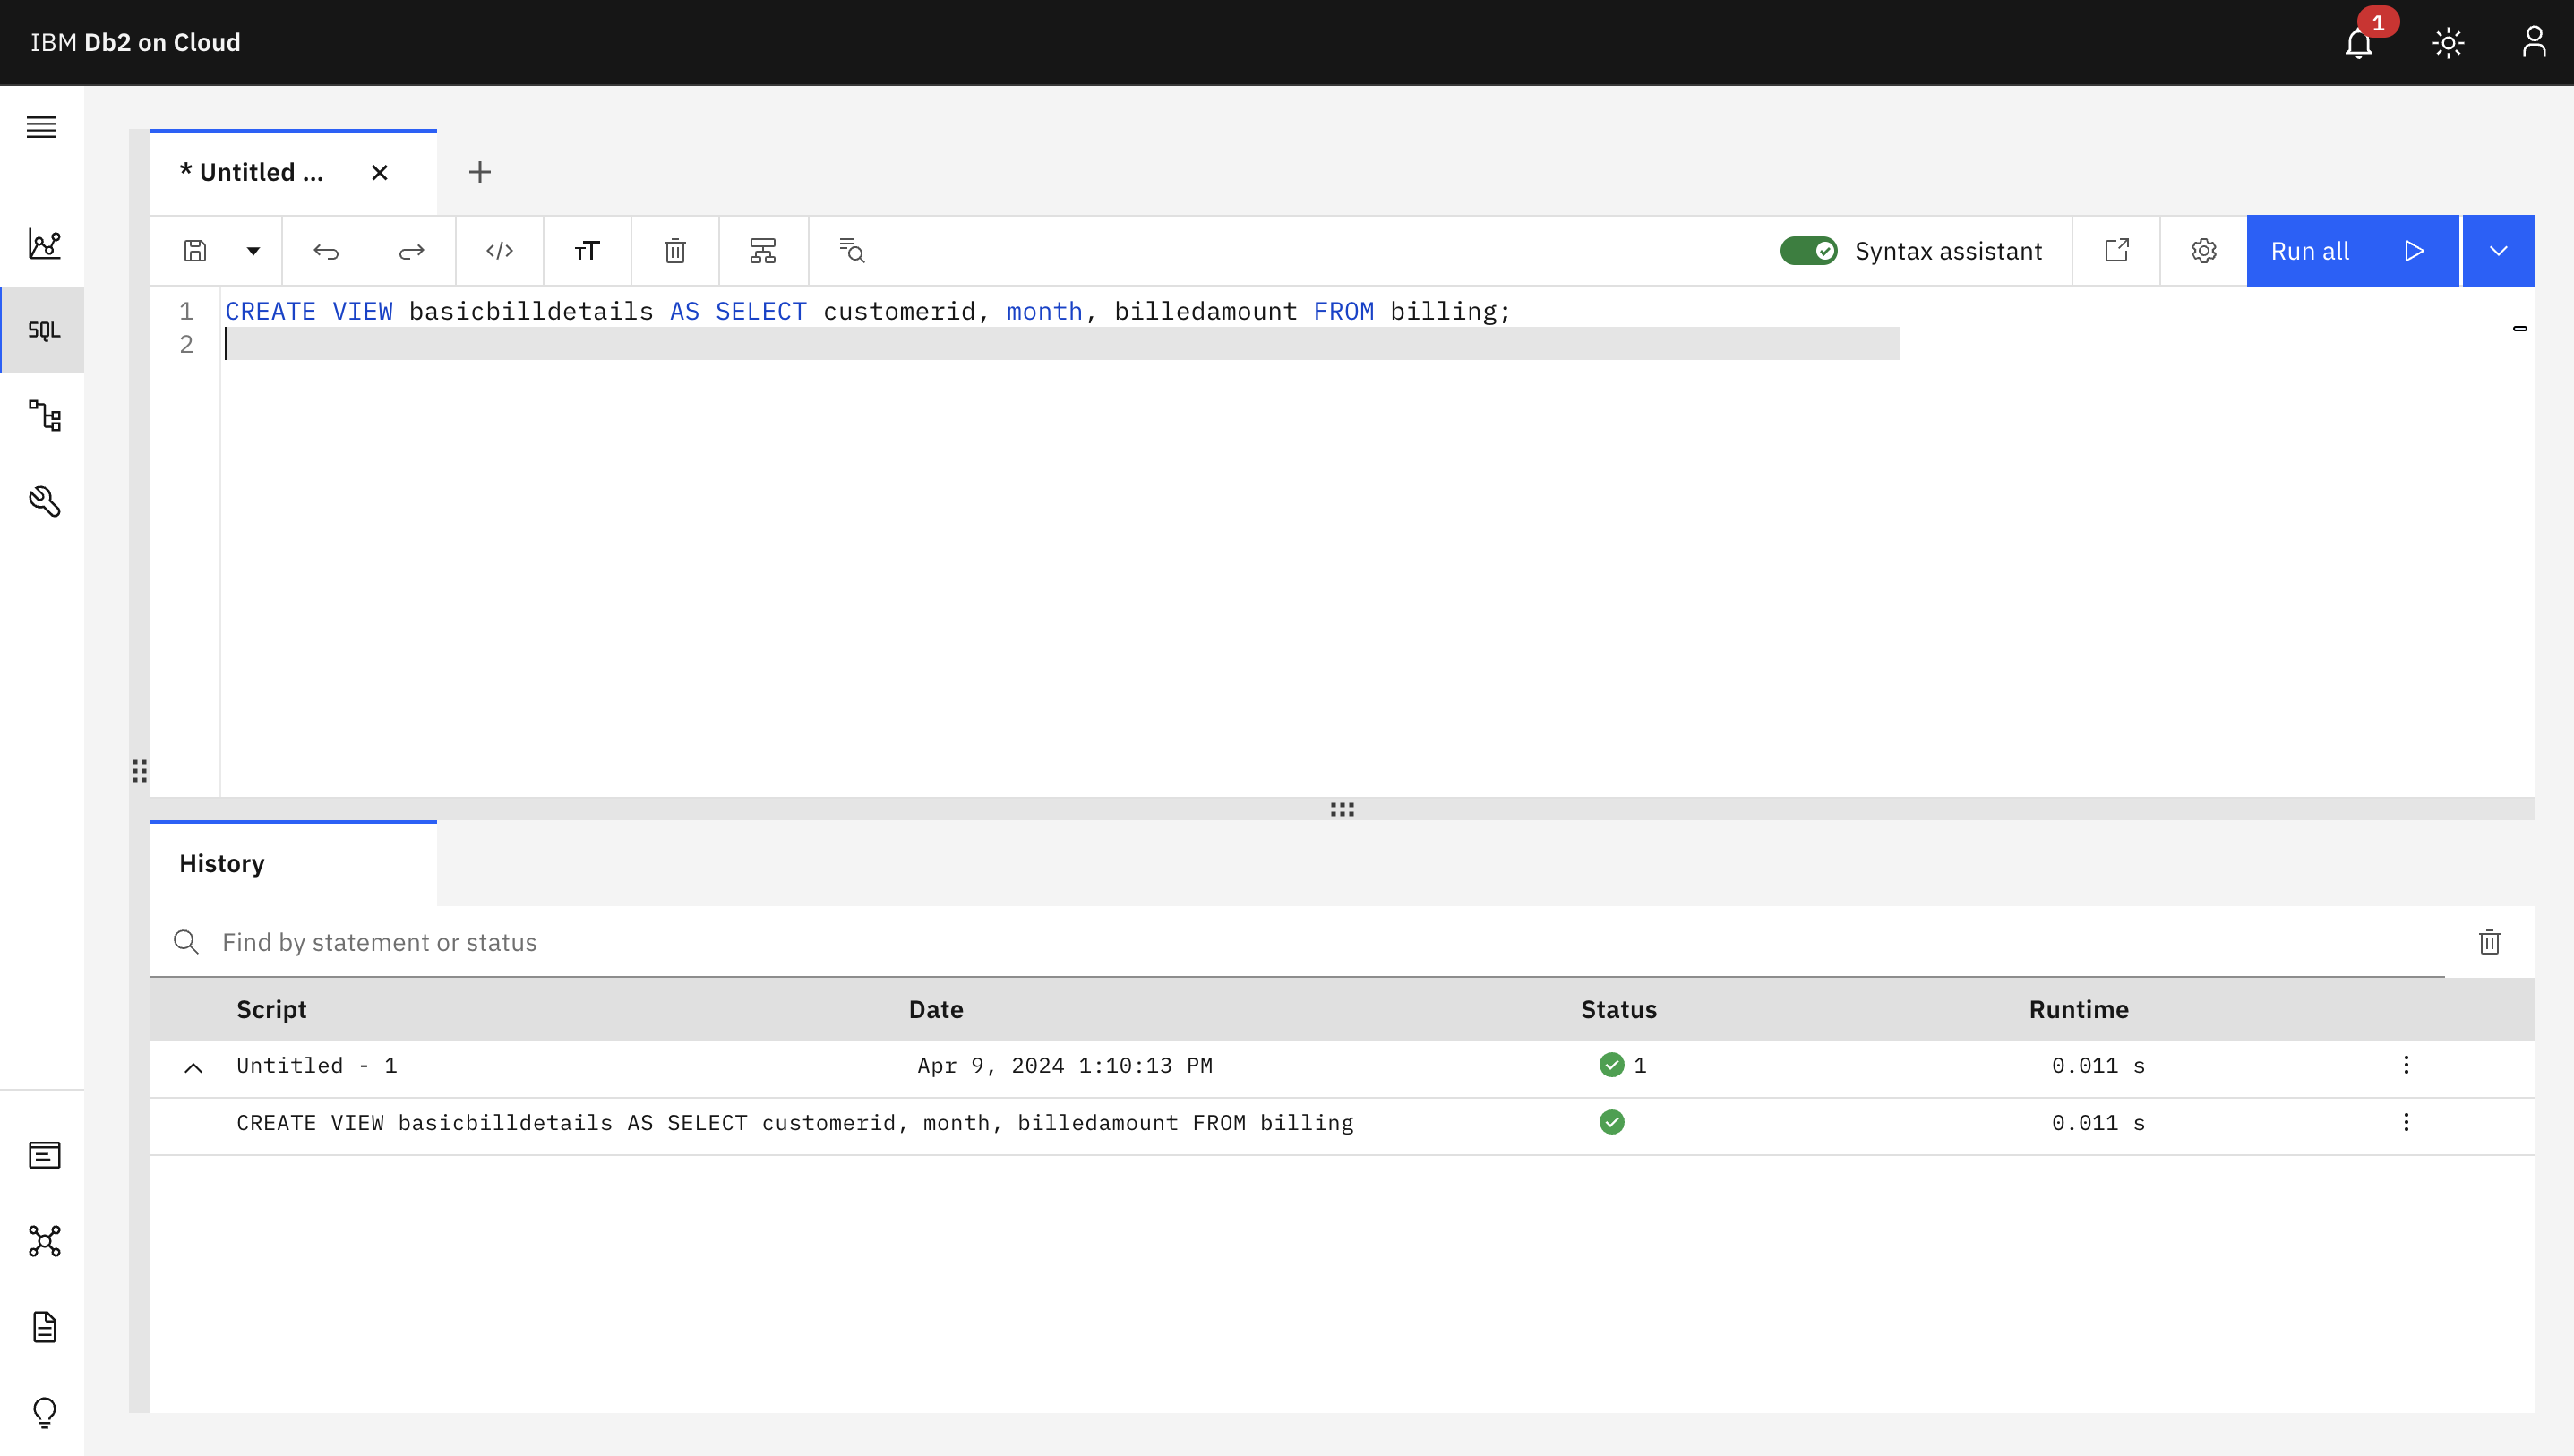 IBM Db2 on Cloud
1
* Untitled ...
Syntax assistant
Run all
SQL
1 CREATE VIEW basicbilldetails AS SELECT customerid, month, billedamount FROM billing;
2
History
Find by statement or status
Script Date Status Runtime
Untitled - 1 Apr 9, 2024 1:10:13 PM 1 0.011 s
CREATE VIEW basicbilldetails AS SELECT customerid, month, billedamount FROM billing 0.011 s